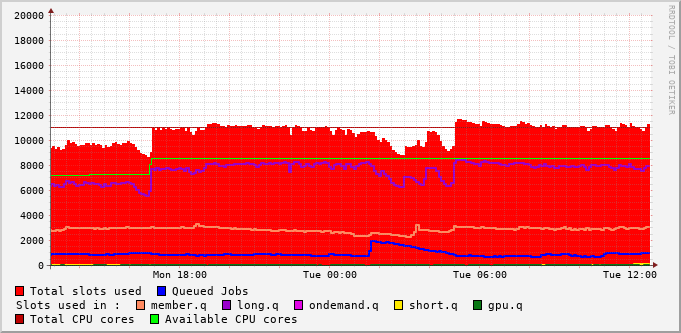 20000
18000
16000
14000
12000
10000
8000
6000
4000
2000
0
Mon 18:00 Tue 00:00 Tue 06:00 Tue 12:00
Total slots used Queued Jobs
Slots used in : member.q long.q ondemand.q short.q gpu.q
Total CPU cores Available CPU cores
RRDTOOL / TOBI OETIKER